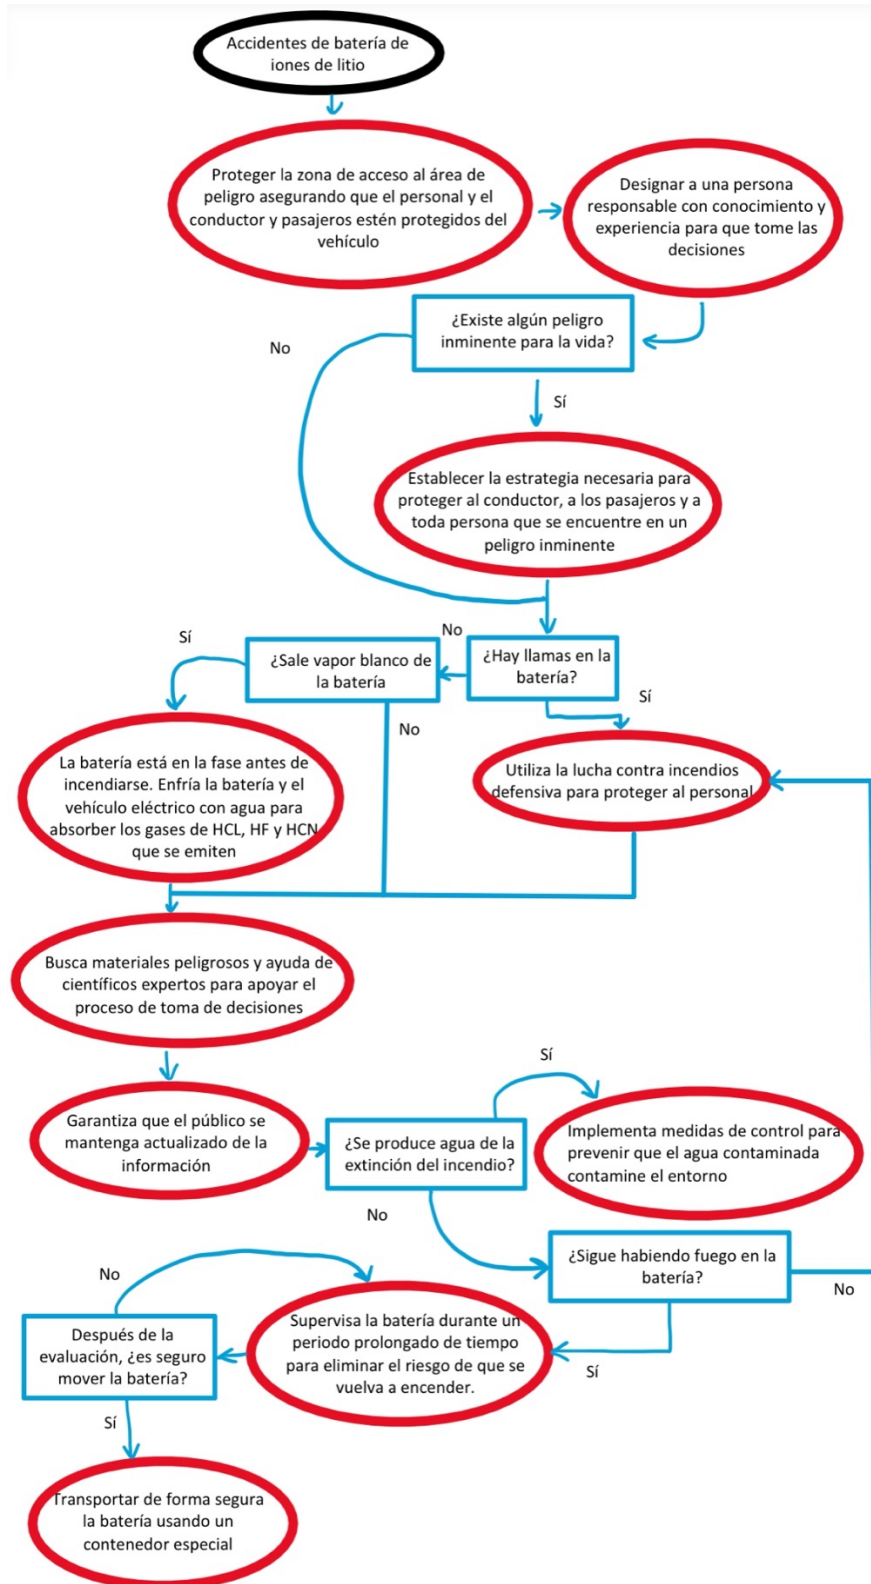 Accidentes de batería de
iones de litio
Proteger la zona de acceso al área de
peligro asegurando que el personal y el
conductor y pasajeros estén protegidos del
vehículo
Designar a una persona
responsable con conocimiento y
experiencia para que tome las
decisiones
¿Existe algún peligro
inminente para la vida?
No
Sí
Establecer la estrategia necesaria para
proteger al conductor, a los pasajeros y a
toda persona que se encuentre en un
peligro inminente
¿Hay llamas en la
batería?
No
Sí
¿Sale vapor blanco de
la batería
Sí
No
La batería está en la fase antes de
incendiarse. Enfría la batería y el
vehículo eléctrico con agua para
absorber los gases de HCL, HF y HCN
que se emiten
Utiliza la lucha contra incendios
defensiva para proteger al personal
Busca materiales peligrosos y ayuda de
científicos expertos para apoyar el
proceso de toma de decisiones
Garantiza que el público se
mantenga actualizado de la
información
¿Se produce agua de la
extinción del incendio?
Sí
Implementa medidas de control para
prevenir que el agua contaminada
contamine el entorno
No
¿Sigue habiendo fuego en la
batería?
No
Sí
Supervisa la batería durante un
periodo prolongado de tiempo
para eliminar el riesgo de que se
vuelva a encender.
No
Después de la
evaluación, ¿es seguro
mover la batería?
Sí
Transportar de forma segura
la batería usando un
contenedor especial